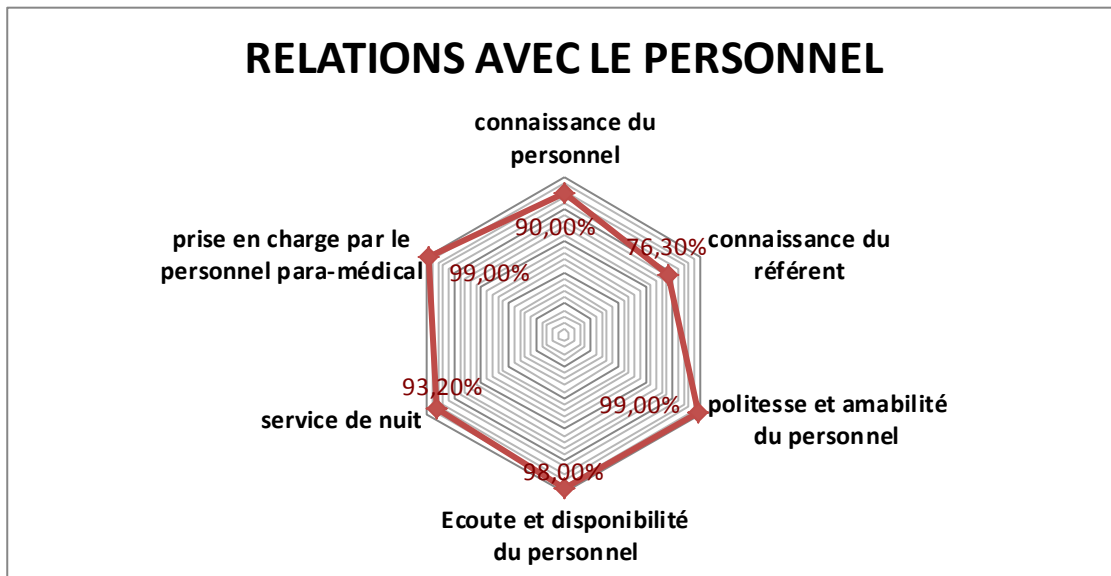 RELATIONS AVEC LE PERSONNEL
connaissance du
personnel
90,00%
76,30%
connaissance du
référent
prise en charge par le
personnel para-médical
99,00%
93,20%
service de nuit
99,00%
politesse et amabilité
du personnel
98,00%
Ecoute et disponibilité
du personnel